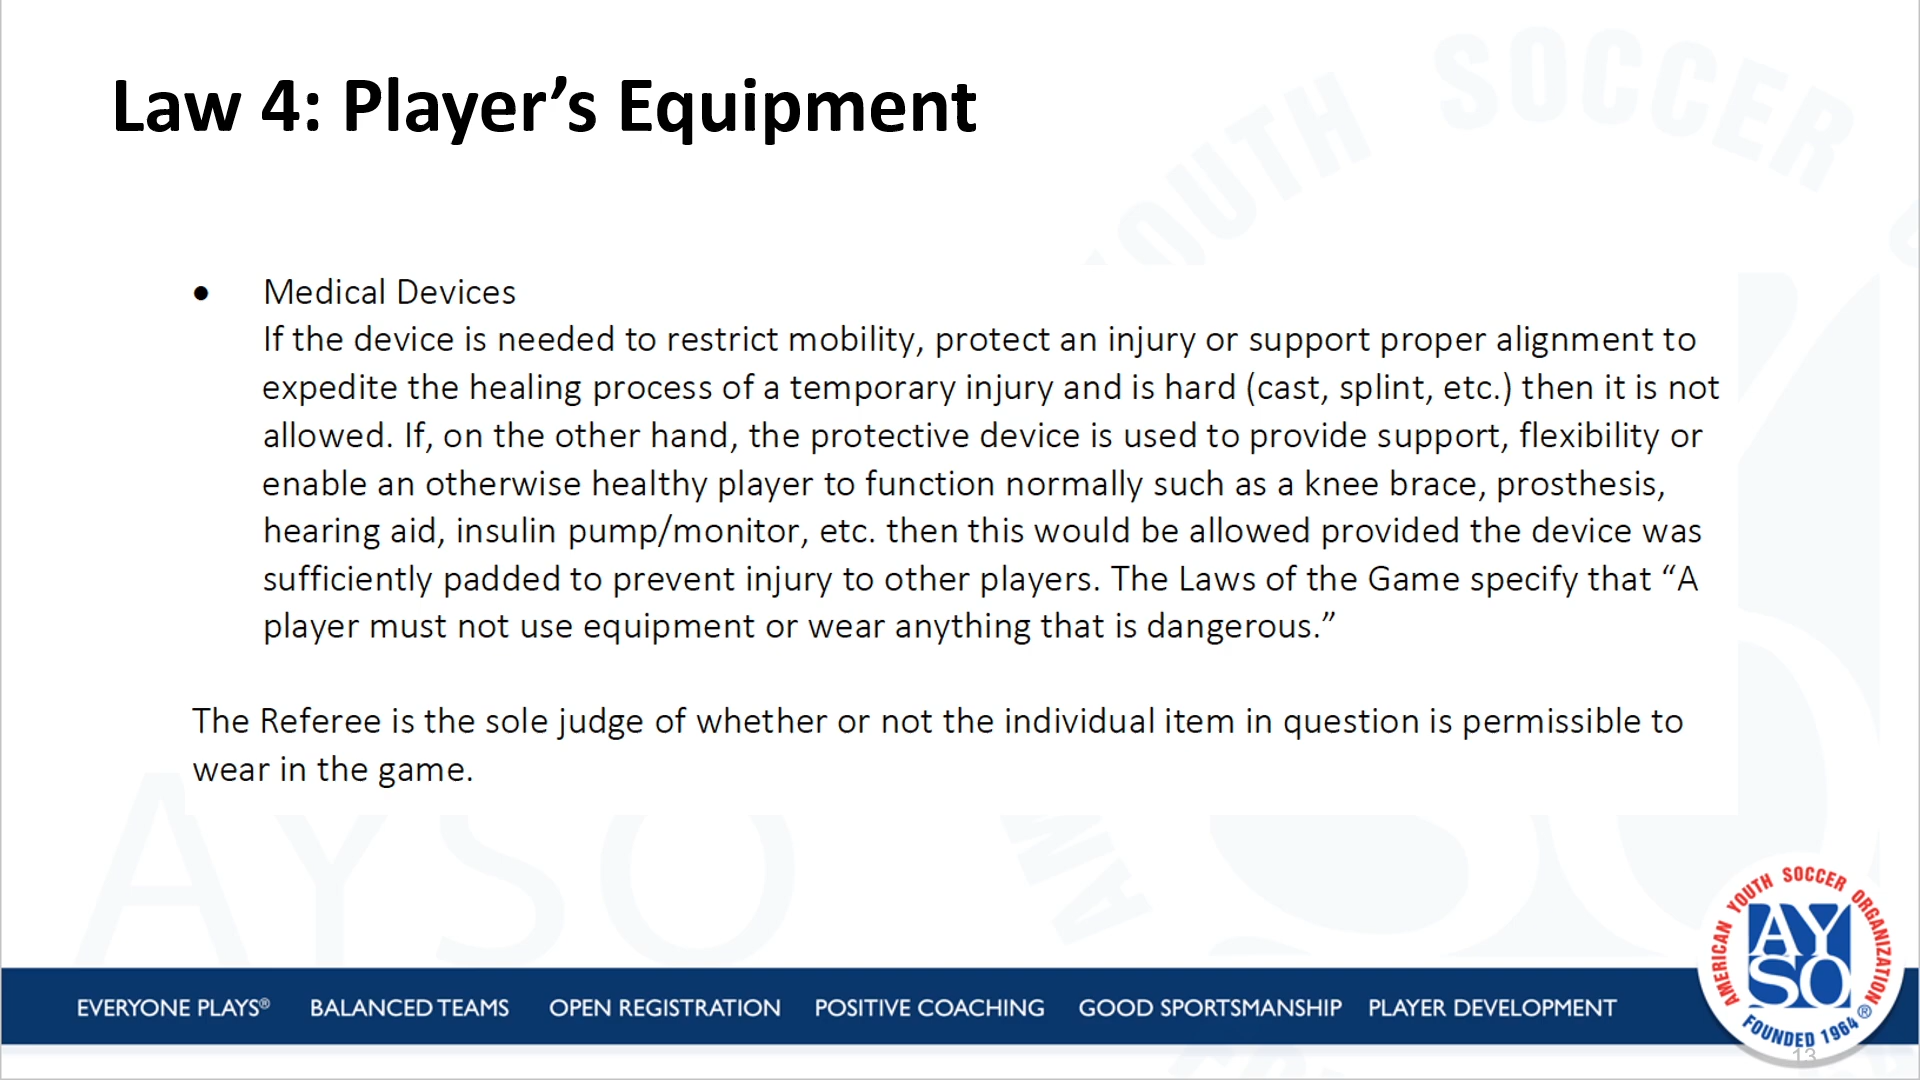 Law 4: Player’s Equipment
● Medical Devices
If the device is needed to restrict mobility, protect an injury or support proper alignment to
expedite the healing process of a temporary injury and is hard (cast, splint, etc.) then it is not
allowed. If, on the other hand, the protective device is used to provide support, flexibility or
enable an otherwise healthy player to function normally such as a knee brace, prosthesis,
hearing aid, insulin pump/monitor, etc. then this would be allowed provided the device was
sufficiently padded to prevent injury to other players. The Laws of the Game specify that “A
player must not use equipment or wear anything that is dangerous.”
The Referee is the sole judge of whether or not the individual item in question is permissible to
wear in the game.
YOUTH SOCCER
AYSO
EVERYONE PLAYS® BALANCED TEAMS OPEN REGISTRATION POSITIVE COACHING GOOD SPORTSMANSHIP PLAYER DEVELOPMENT
AMERICAN YOUTH SOCCER ORGANIZATION
AY
SO
®
FOUNDED 1964
13